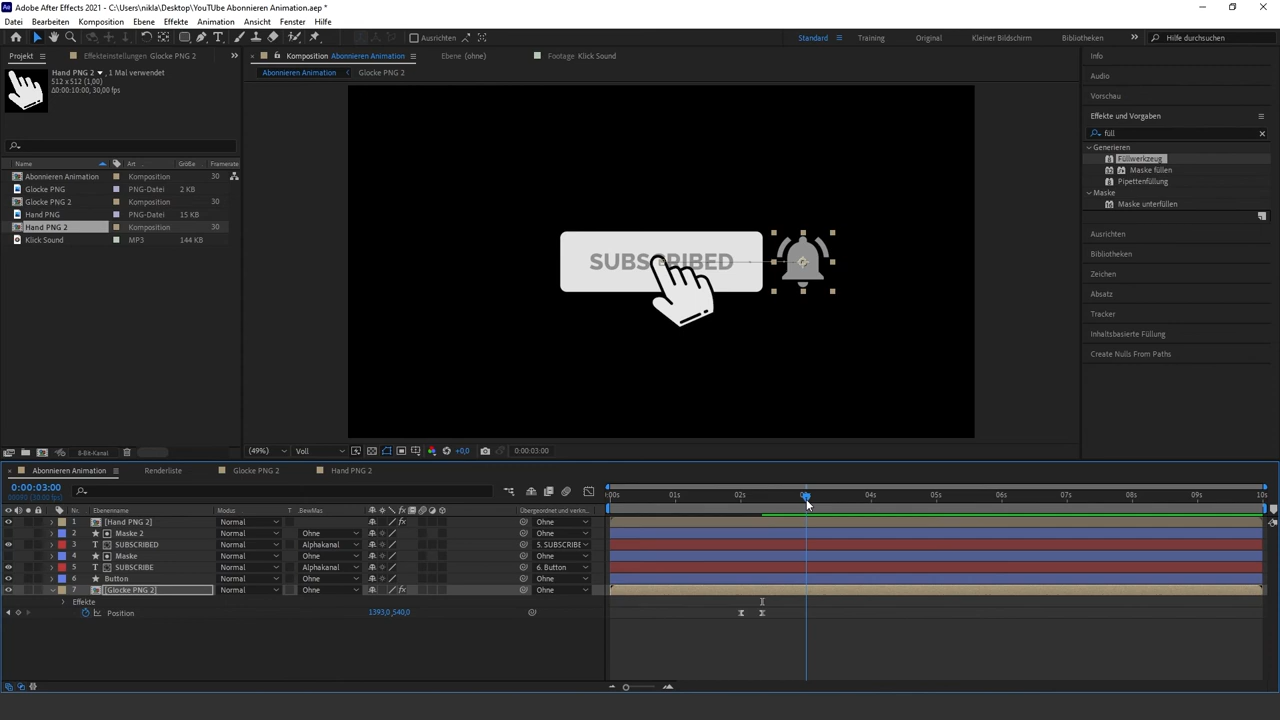 Adobe After Effects 2021 - C:\Users\nikla\Desktop\YouTUbe Abonnieren Animation.aep *
Datei Bearbeiten Komposition Ebene Effekte Animation Ansicht Fenster Hilfe
Ausrichten Standard Training Original Kleiner Bildschirm Bibliotheken Hilfe durchsuchen
Projekt Effekteinstellungen Glocke PNG 2 Komposition Abonnieren Animation Ebene (ohne) Footage Klick Sound
Abonnieren Animation Glocke PNG 2
Hand PNG 2 , 1 Mal verwendet
512 x 512 (1,00)
Δ0:00:10:00, 30,00 fps
Name Art Größe Framerate
Abonnieren Animation Komposition 30
Glocke PNG PNG-Datei 2 KB
Glocke PNG 2 Komposition 30
Hand PNG PNG-Datei 15 KB
Hand PNG 2 Komposition 30
Klick Sound MP3 144 KB
SUBSCRIBED
Info
Audio
Vorschau
Effekte und Vorgaben
füll
Generieren
Füllwerkzeug
Maske füllen
Pipettenfüllung
Maske
Maske unterfüllen
Ausrichten
Bibliotheken
Zeichen
Absatz
Tracker
Inhaltsbasierte Füllung
Create Nulls From Paths
8-Bit-Kanal
(49%) Voll +0,0 0:00:03:00
Abonnieren Animation Renderliste Glocke PNG 2 Hand PNG 2
0:00:03:00
00090 (30.00 fps)
:00s 01s 02s 03s 04s 05s 06s 07s 08s 09s 10s
Nr. Ebenenname Modus T BewMas Übergeordnet und verkn
1 [Hand PNG 2] Normal Ohne
2 Maske 2 Normal Ohne Ohne
3 SUBSCRIBED Normal Alphakanal 5. SUBSCRIBE
4 Maske Normal Ohne Ohne
5 SUBSCRIBE Normal Alphakanal 6. Button
6 Button Normal Ohne Ohne
7 [Glocke PNG 2] Normal Ohne Ohne
Effekte
Position 1393,0,540,0